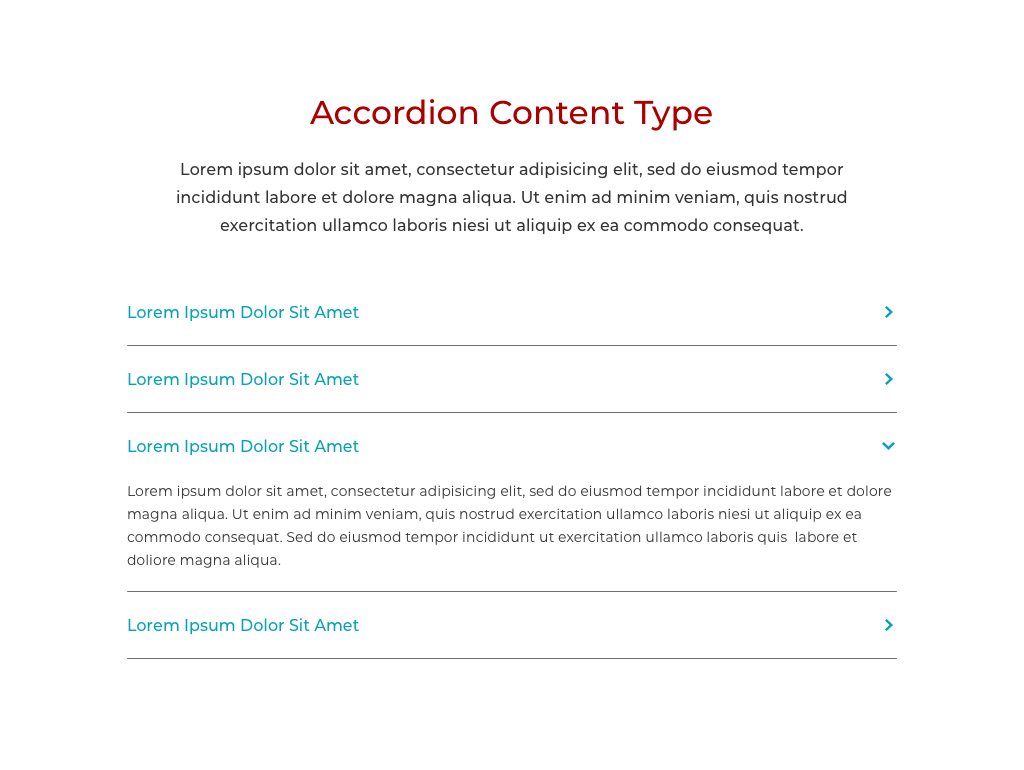 Accordion Content Type
Lorem ipsum dolor sit amet, consectetur adipisicing elit, sed do eiusmod tempor
incididunt labore et dolore magna aliqua. Ut enim ad minim veniam, quis nostrud
exercitation ullamco laboris niesi ut aliquip ex ea commodo consequat.
Lorem Ipsum Dolor Sit Amet
Lorem Ipsum Dolor Sit Amet
Lorem Ipsum Dolor Sit Amet
Lorem ipsum dolor sit amet, consectetur adipisicing elit, sed do eiusmod tempor incididunt labore et dolore
magna aliqua. Ut enim ad minim veniam, quis nostrud exercitation ullamco laboris niesi ut aliquip ex ea
commodo consequat. Sed do eiusmod tempor incididunt ut exercitation ullamco laboris quis  labore et
doliore magna aliqua.
Lorem Ipsum Dolor Sit Amet